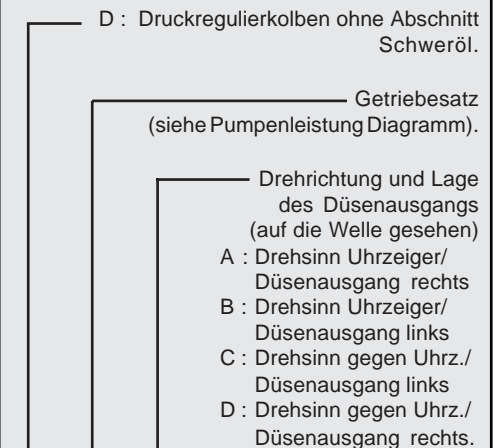 D : Druckregulierkolben ohne Abschnitt
Schweröl.
Getriebesatz
(siehe Pumpenleistung Diagramm).
Drehrichtung und Lage
des Düsenausgangs
(auf die Welle gesehen)
A : Drehsinn Uhrzeiger/
Düsenausgang rechts
B : Drehsinn Uhrzeiger/
Düsenausgang links
C : Drehsinn gegen Uhrz./
Düsenausgang links
D : Drehsinn gegen Uhrz./
Düsenausgang rechts.